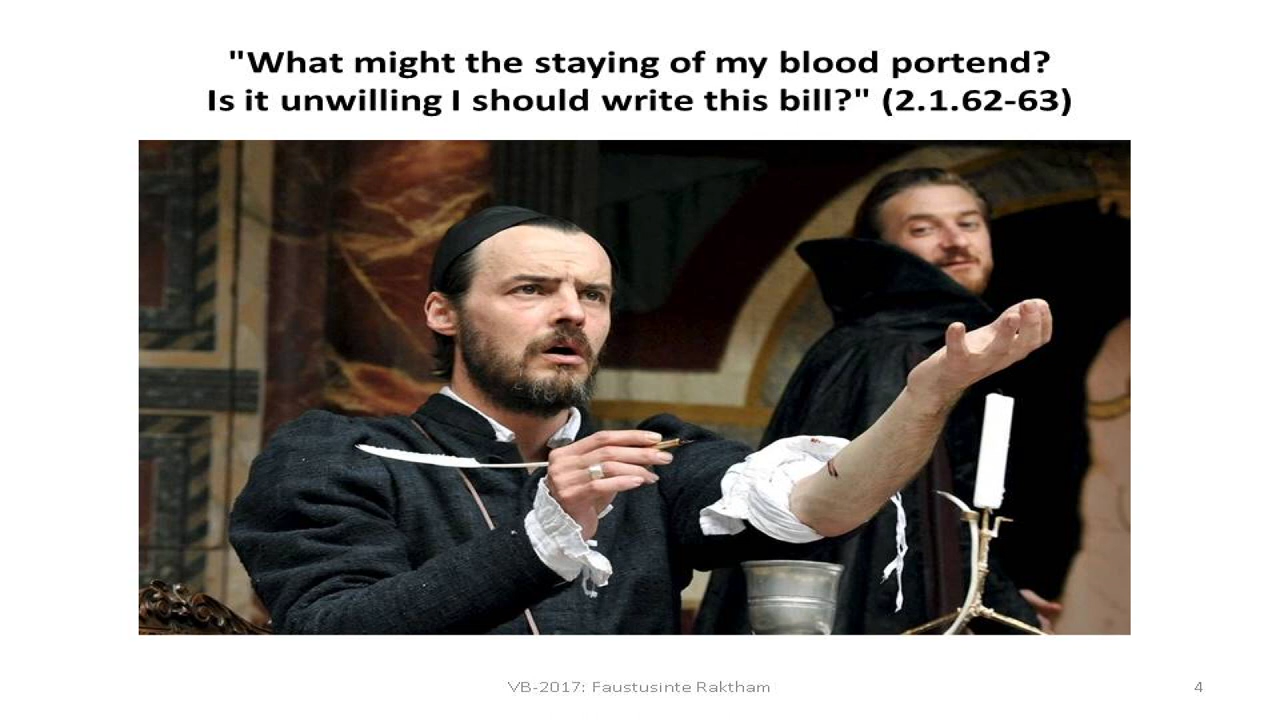 "What might the staying of my blood portend?
Is it unwilling I should write this bill?" (2.1.62-63)
VB-2017: Faustusinte Raktham
4